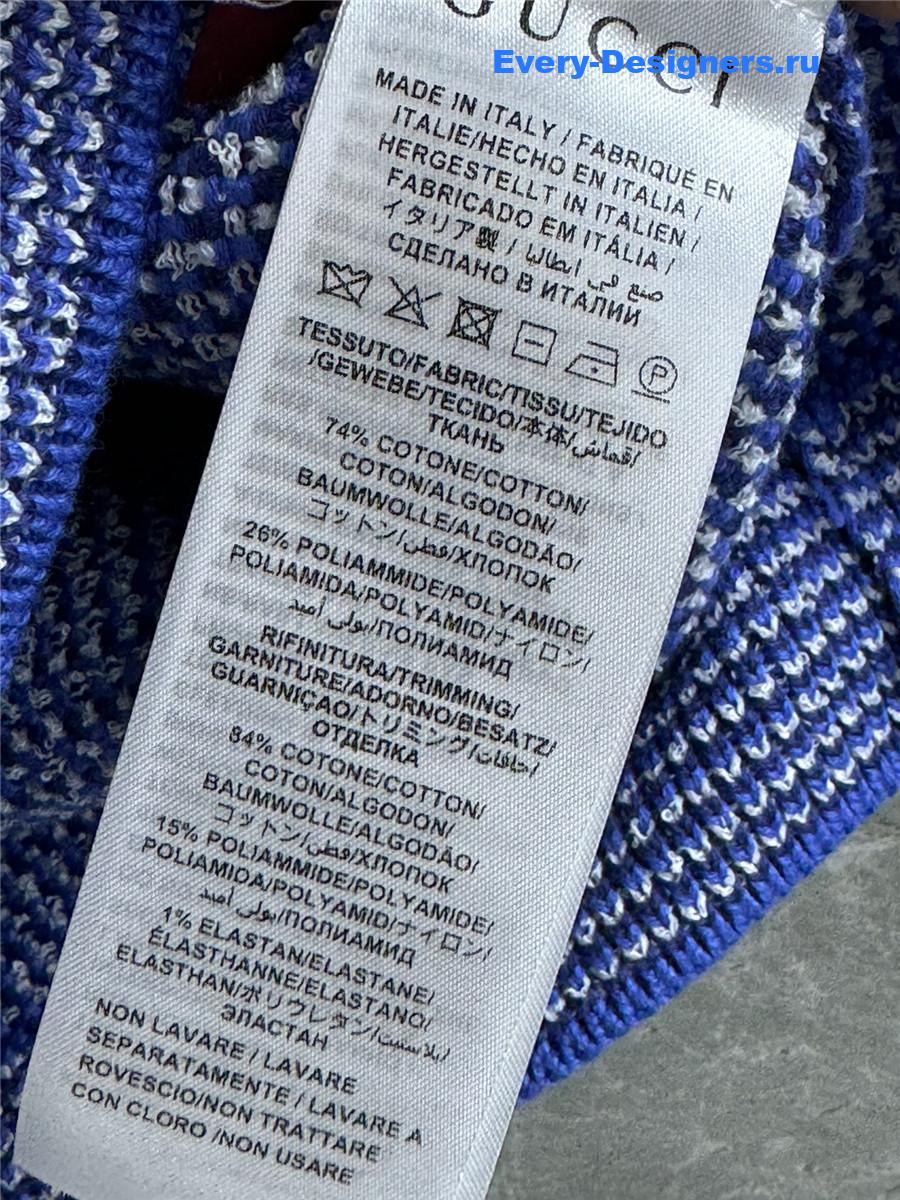 GUCCI
Every-Designers.ru
MADE IN ITALY / FABRIQUÉ EN
ITALIE/HECHO EN ITALIA /
HERGESTELLT IN ITALIEN /
FABRICADO EM ITÁLIA /
イタリア製 / صنع في ايطاليا
СДЕЛАНО В ИТАЛИИ
P
TESSUTO/FABRIC/TISSU/TEJIDO
/GEWEBE/TECIDO/本体/قماش/
ТКАНЬ
74% COTONE/COTTON/
COTON/ALGODON/
BAUMWOLLE/ALGODÃO/
コットン/قطن/ХЛОПОК
26% POLIAMMIDE/POLYAMIDE/
POLIAMIDA/POLYAMID/ナイロン/
بولي أميد/ПОЛИАМИД
RIFINITURA/TRIMMING/
GARNITURE/ADORNO/BESATZ/
GUARNIÇAO/トリミング/حافات/
ОТДЕЛКА
84% COTONE/COTTON/
COTON/ALGODON/
BAUMWOLLE/ALGODÃO/
コットン/قطن/ХЛОПОК
15% POLIAMMIDE/POLYAMIDE/
POLIAMIDA/POLYAMID/ナイロン/
بولي أميد/ПОЛИАМИД
1% ELASTAN/ELASTANE/
ÉLASTHANNE/ELASTANO/
ELASTHAN/ポリウレタン/ايلاستين/
ЭЛАСТАН
NON LAVARE / LAVARE
SEPARATAMENTE / LAVARE A
ROVESCIO/NON TRATTARE
CON CLORO /NON USARE